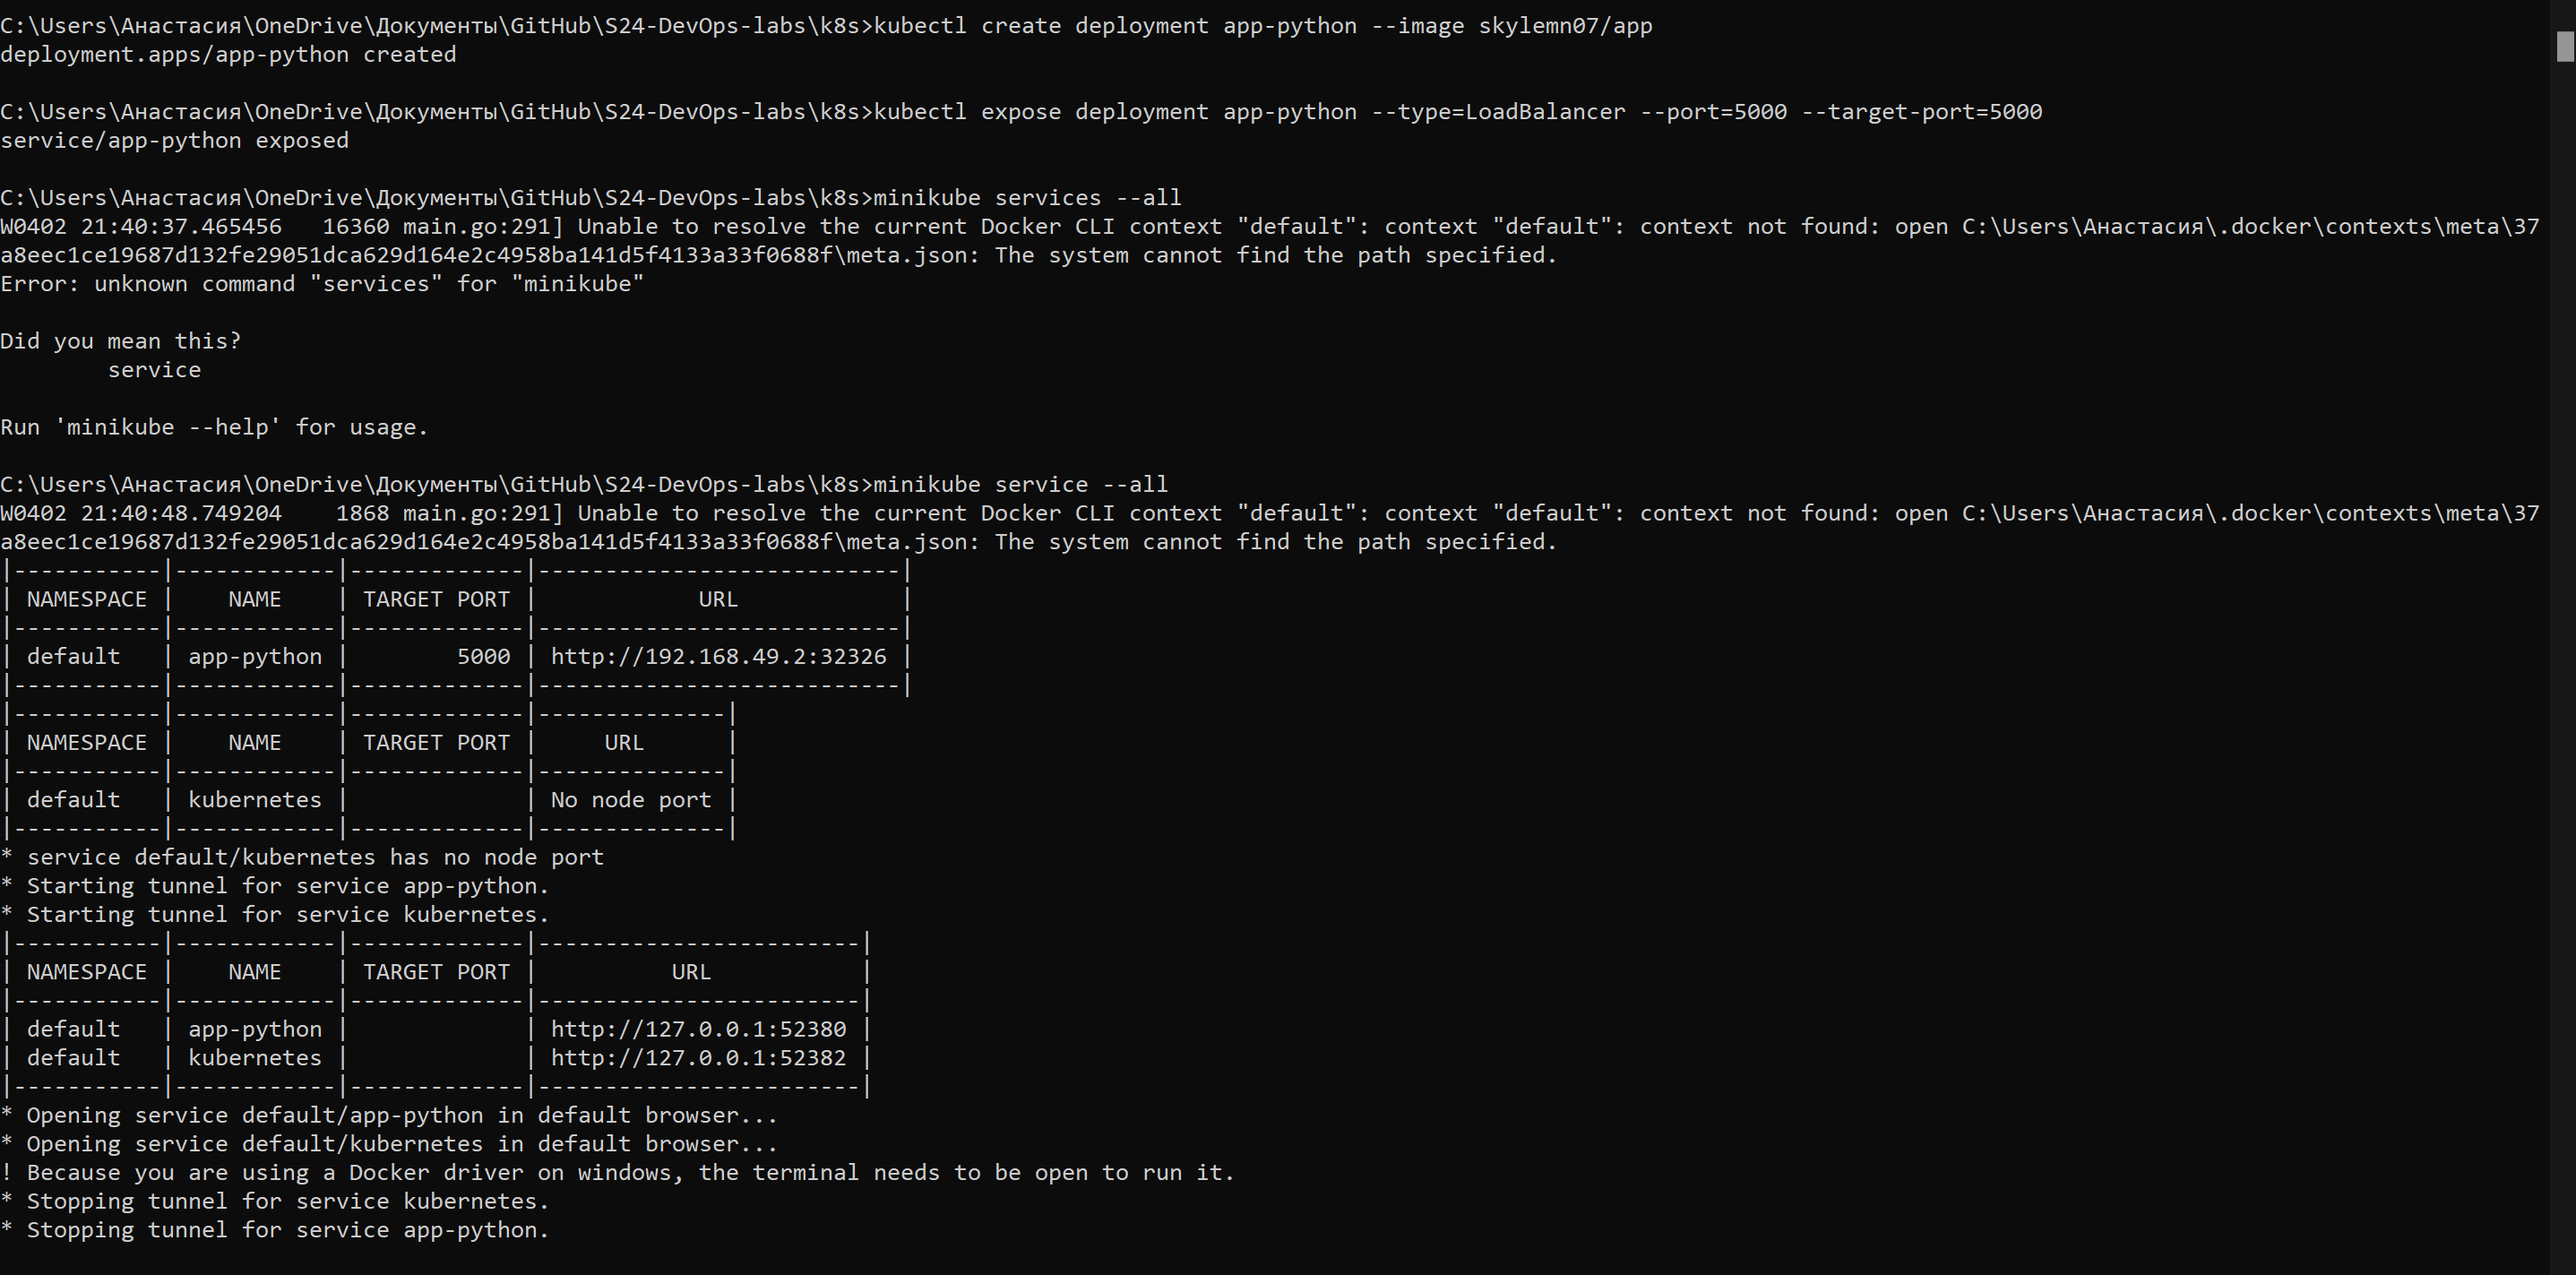 C:\Users\Анастасия\OneDrive\Документы\GitHub\S24-DevOps-labs\k8s>kubectl create deployment app-python --image skylemn07/app
deployment.apps/app-python created
C:\Users\Анастасия\OneDrive\Документы\GitHub\S24-DevOps-labs\k8s>kubectl expose deployment app-python --type=LoadBalancer --port=5000 --target-port=5000
service/app-python exposed
C:\Users\Анастасия\OneDrive\Документы\GitHub\S24-DevOps-labs\k8s>minikube services --all
W0402 21:40:37.465456   16360 main.go:291] Unable to resolve the current Docker CLI context "default": context "default": context not found: open C:\Users\Анастасия\.docker\contexts\meta\37
a8eec1ce19687d132fe29051dca629d164e2c4958ba141d5f4133a33f0688f\meta.json: The system cannot find the path specified.
Error: unknown command "services" for "minikube"
Did you mean this?
        service
Run 'minikube --help' for usage.
C:\Users\Анастасия\OneDrive\Документы\GitHub\S24-DevOps-labs\k8s>minikube service --all
W0402 21:40:48.749204    1868 main.go:291] Unable to resolve the current Docker CLI context "default": context "default": context not found: open C:\Users\Анастасия\.docker\contexts\meta\37
a8eec1ce19687d132fe29051dca629d164e2c4958ba141d5f4133a33f0688f\meta.json: The system cannot find the path specified.
|-----------|------------|-------------|---------------------------|
| NAMESPACE |    NAME    | TARGET PORT |            URL            |
|-----------|------------|-------------|---------------------------|
| default   | app-python |        5000 | http://192.168.49.2:32326 |
|-----------|------------|-------------|---------------------------|
|-----------|------------|-------------|--------------|
| NAMESPACE |    NAME    | TARGET PORT |     URL      |
|-----------|------------|-------------|--------------|
| default   | kubernetes |             | No node port |
|-----------|------------|-------------|--------------|
* service default/kubernetes has no node port
* Starting tunnel for service app-python.
* Starting tunnel for service kubernetes.
|-----------|------------|-------------|------------------------|
| NAMESPACE |    NAME    | TARGET PORT |          URL           |
|-----------|------------|-------------|------------------------|
| default   | app-python |             | http://127.0.0.1:52380 |
| default   | kubernetes |             | http://127.0.0.1:52382 |
|-----------|------------|-------------|------------------------|
* Opening service default/app-python in default browser...
* Opening service default/kubernetes in default browser...
! Because you are using a Docker driver on windows, the terminal needs to be open to run it.
* Stopping tunnel for service kubernetes.
* Stopping tunnel for service app-python.